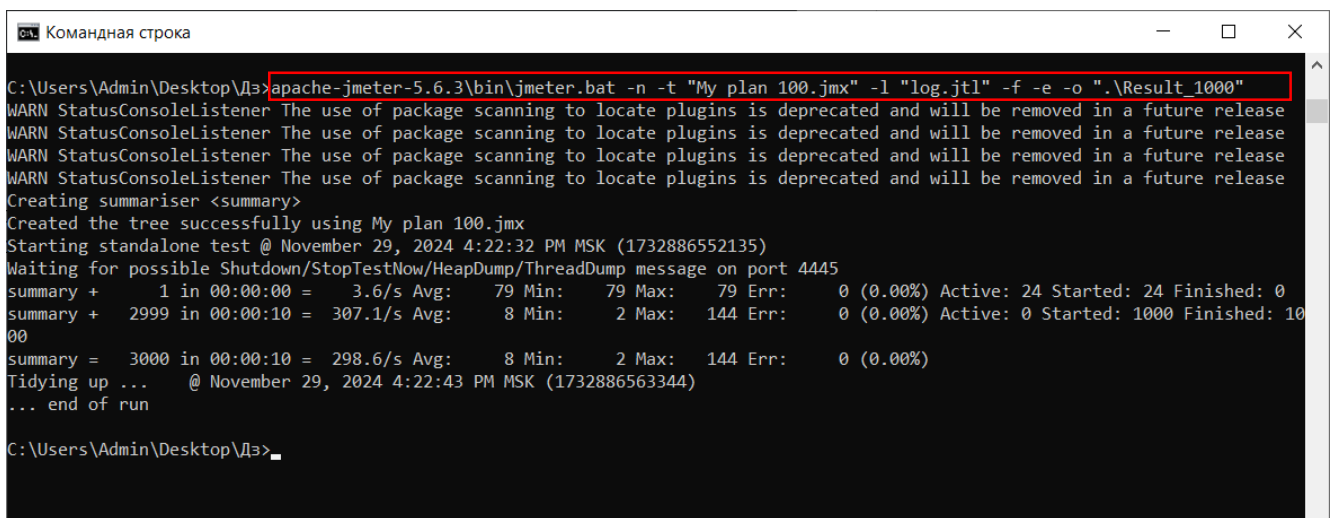 Командная строка
C:\Users\Admin\Desktop\Дз>apache-jmeter-5.6.3\bin\jmeter.bat -n -t "My plan 100.jmx" -l "log.jtl" -f -e -o ".\Result_1000"
WARN StatusConsoleListener The use of package scanning to locate plugins is deprecated and will be removed in a future release
WARN StatusConsoleListener The use of package scanning to locate plugins is deprecated and will be removed in a future release
WARN StatusConsoleListener The use of package scanning to locate plugins is deprecated and will be removed in a future release
WARN StatusConsoleListener The use of package scanning to locate plugins is deprecated and will be removed in a future release
Creating summariser <summary>
Created the tree successfully using My plan 100.jmx
Starting standalone test @ November 29, 2024 4:22:32 PM MSK (1732886552135)
Waiting for possible Shutdown/StopTestNow/HeapDump/ThreadDump message on port 4445
summary +      1 in 00:00:00 =    3.6/s Avg:    79 Min:    79 Max:    79 Err:     0 (0.00%) Active: 24 Started: 24 Finished: 0
summary +   2999 in 00:00:10 =  307.1/s Avg:     8 Min:     2 Max:   144 Err:     0 (0.00%) Active: 0 Started: 1000 Finished: 10
00
summary =   3000 in 00:00:10 =  298.6/s Avg:     8 Min:     2 Max:   144 Err:     0 (0.00%)
Tidying up ...    @ November 29, 2024 4:22:43 PM MSK (1732886563344)
... end of run
C:\Users\Admin\Desktop\Дз>